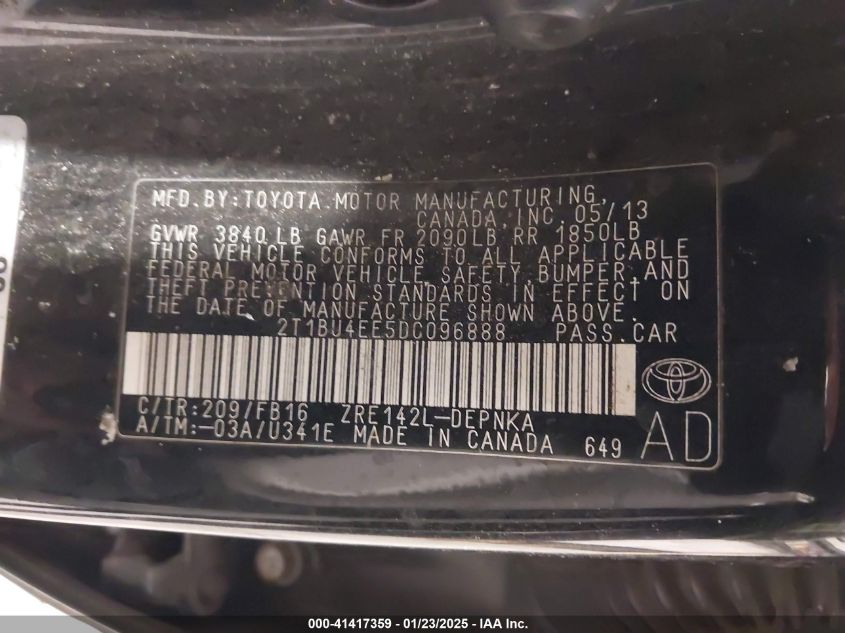 MFD.BY:TOYOTA.MOTOR MANUFACTURING,
CANADA, INC. 05/13
GVWR 3840 LB GAWR FR 2090LB RR 1850LB
THIS VEHICLE CONFORMS TO ALL APPLICABLE
FEDERAL MOTOR VEHICLE SAFETY, BUMPER, AND
THEFT PREVENTION STANDARDS IN EFFECT ON
THE DATE OF MANUFACTURE SHOWN ABOVE.
2T1BU4EE5DC096888 PASS.CAR
C/TR:209/FB16 ZRE142L-DEPNKA
A/TM:-03A/U341E MADE IN CANADA 649 AD
000-41417359 - 01/23/2025 - IAA Inc.